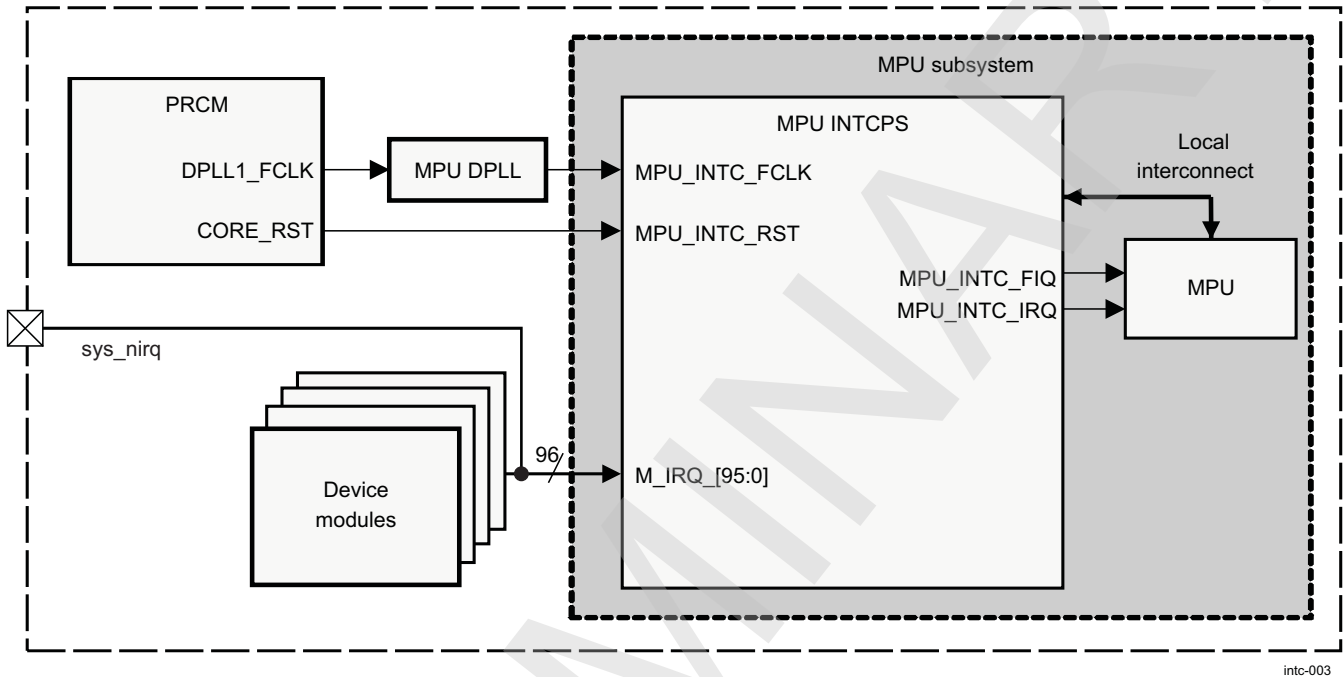 MPU subsystem
PRCM
MPU INTCPS
Local
interconnect
DPLL1_FCLK
MPU DPLL
MPU_INTC_FCLK
CORE_RST
MPU_INTC_RST
MPU_INTC_FIQ
MPU_INTC_IRQ
MPU
sys_nirq
96
M_IRQ_[95:0]
Device
modules
MINAR
intc-003